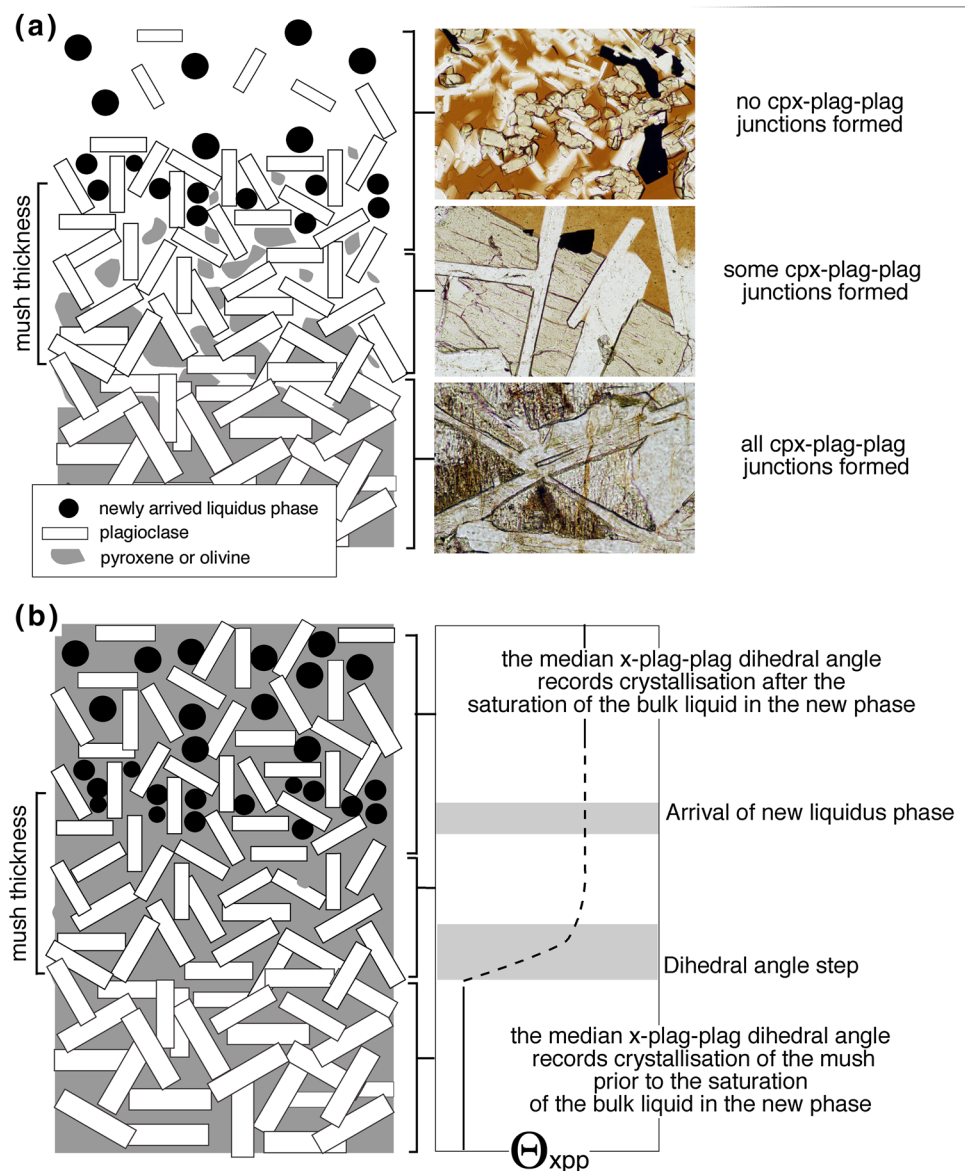 (a)
no cpx-plag-plag
junctions formed
mush thickness
some cpx-plag-plag
junctions formed
all cpx-plag-plag
junctions formed
newly arrived liquidus phase
plagioclase
pyroxene or olivine
(b)
the median x-plag-plag dihedral angle
records crystallisation after the
saturation of the bulk liquid in the new phase
mush thickness
Arrival of new liquidus phase
Dihedral angle step
the median x-plag-plag dihedral angle
records crystallisation of the mush
prior to the saturation
of the bulk liquid in the new phase
Θxpp